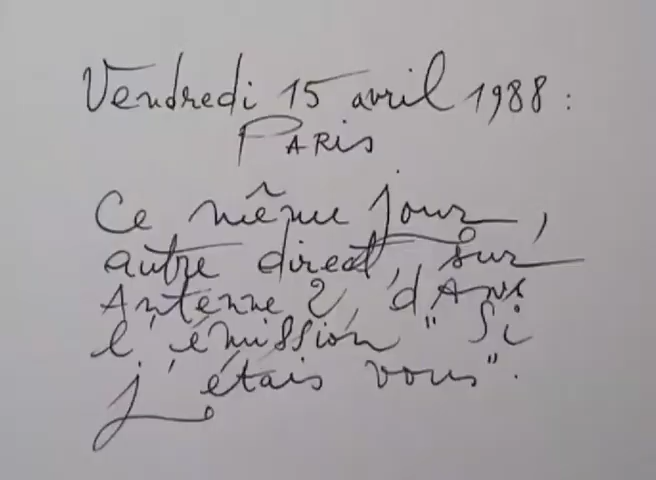 Vendredi 15 avril 1988 :
PARis
Ce même jour,
autre direct, sur
Antenne 2, dAns
l'émission "Si
j'étais vous".